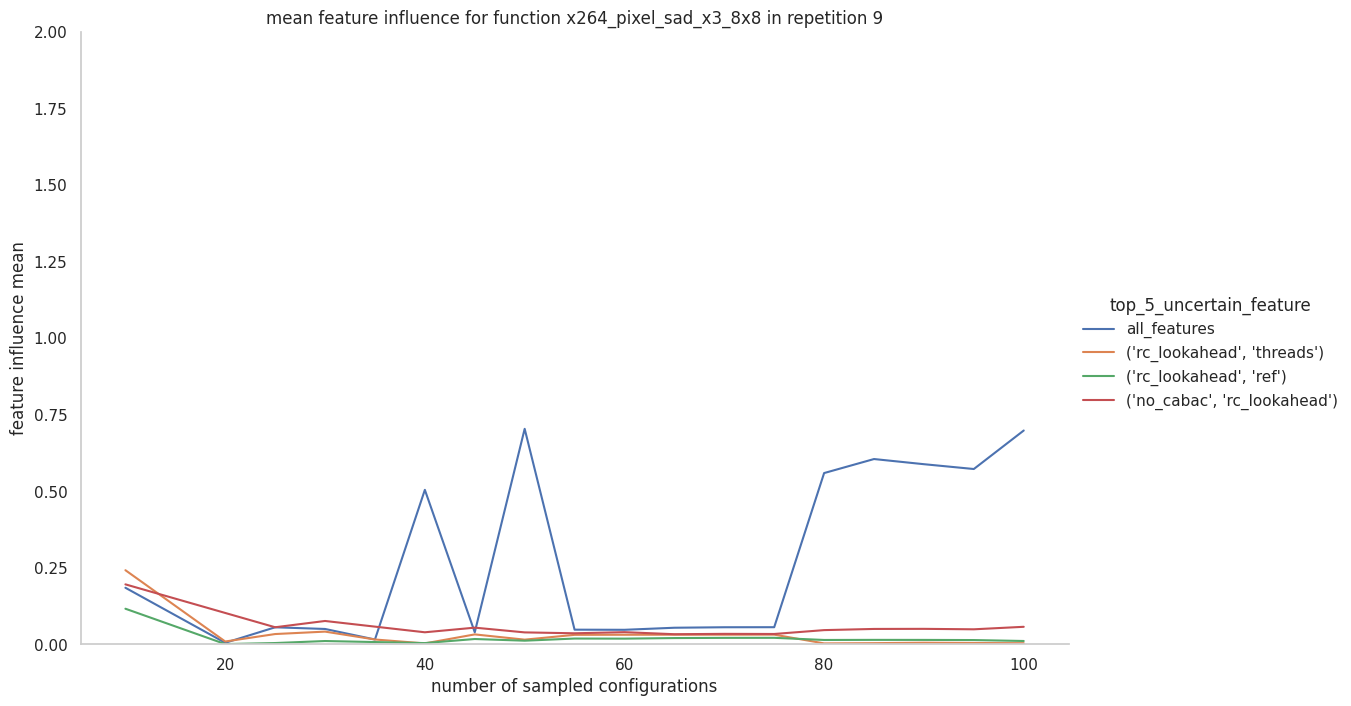 mean feature influence for function x264_pixel_sad_x3_8x8 in repetition 9
2.00
1.75
1.50
1.25
1.00
0.75
0.50
0.25
0.00
feature influence mean
20
40
60
80
100
number of sampled configurations
top_5_uncertain_feature
all_features
('rc_lookahead', 'threads')
('rc_lookahead', 'ref')
('no_cabac', 'rc_lookahead')